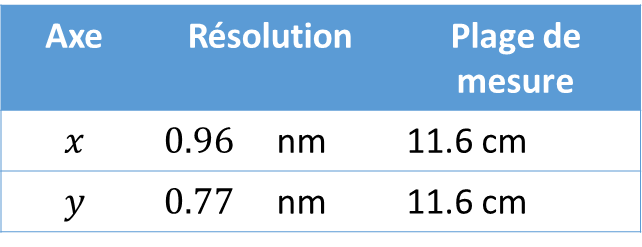 Axe Résolution Plage de
mesure
x 0.96 nm 11.6 cm
y 0.77 nm 11.6 cm